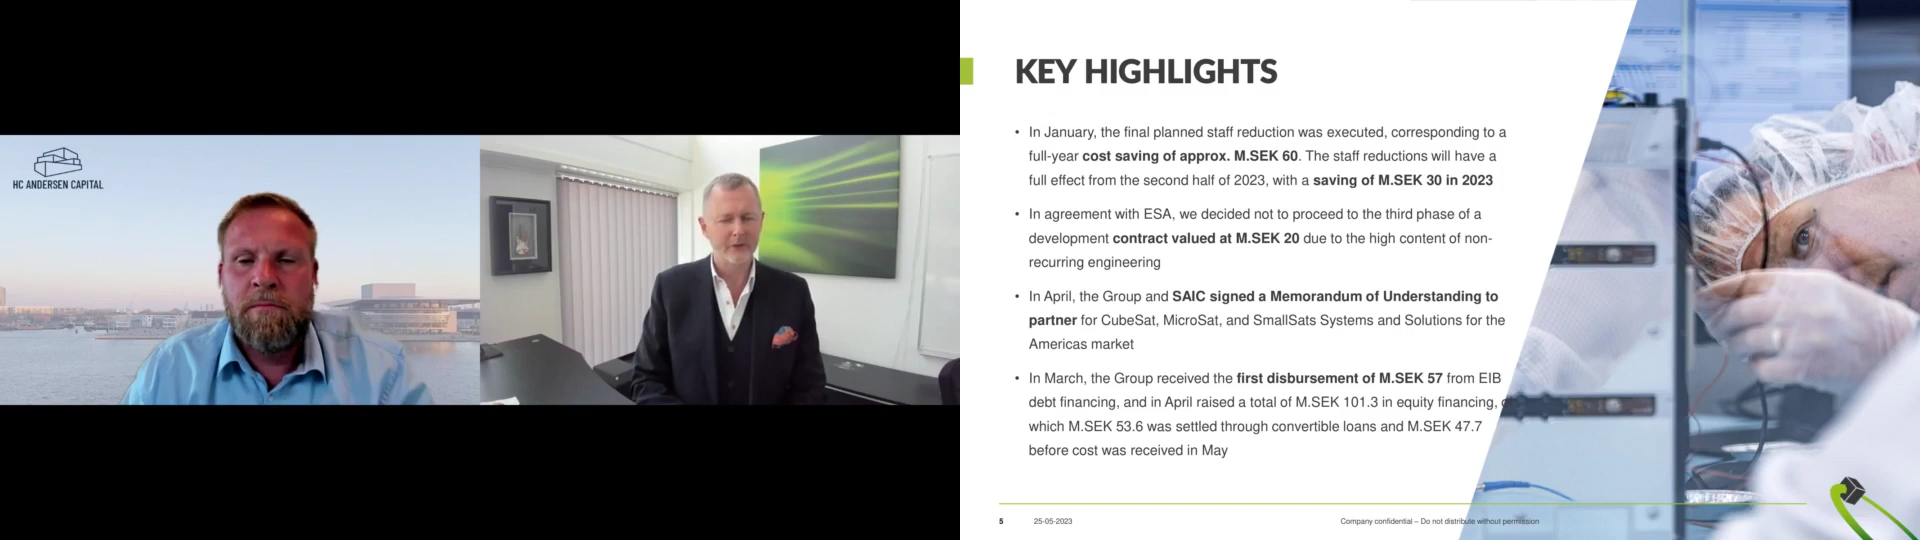 HC ANDERSEN CAPITAL
KEY HIGHLIGHTS
• In January, the final planned staff reduction was executed, corresponding to a
full-year cost saving of approx. M.SEK 60. The staff reductions will have a
full effect from the second half of 2023, with a saving of M.SEK 30 in 2023
• In agreement with ESA, we decided not to proceed to the third phase of a
development contract valued at M.SEK 20 due to the high content of non-
recurring engineering
• In April, the Group and SAIC signed a Memorandum of Understanding to
partner for CubeSat, MicroSat, and SmallSats Systems and Solutions for the
Americas market
• In March, the Group received the first disbursement of M.SEK 57 from EIB
debt financing, and in April raised a total of M.SEK 101.3 in equity financing,
which M.SEK 53.6 was settled through convertible loans and M.SEK 47.7
before cost was received in May
5 25-05-2023 Company confidential – Do not distribute without permission